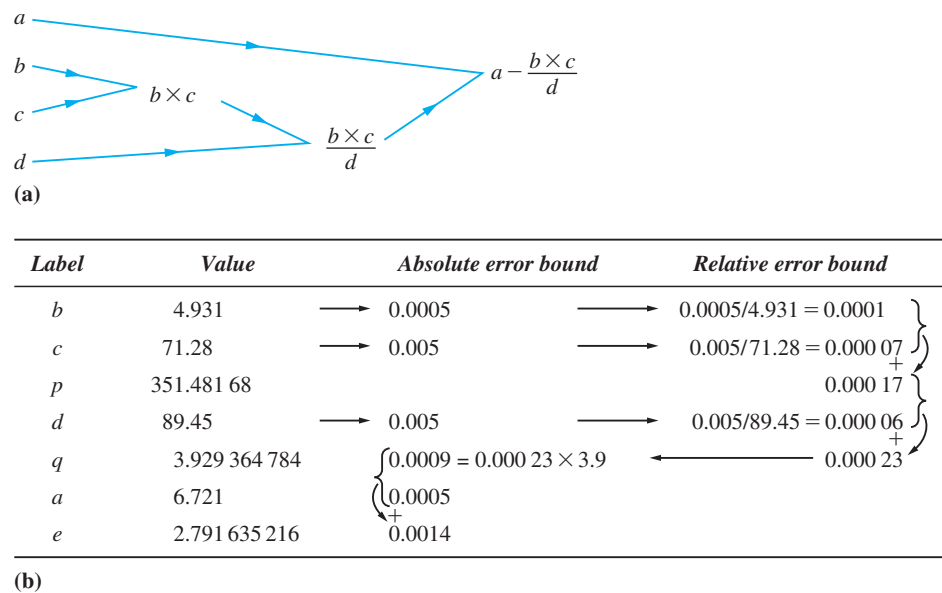 a
b
c
d
b × c
b × c
d
a − b × c
d
(a)
Label Value Absolute error bound Relative error bound
b 4.931 0.0005 0.0005/4.931 = 0.0001
c 71.28 0.005 0.005/71.28 = 0.000 07
+
p 351.481 68 0.000 17
d 89.45 0.005 0.005/89.45 = 0.000 06
+
q 3.929 364 784 0.0009 = 0.000 23 × 3.9 0.000 23
a 6.721 0.0005
+
e 2.791 635 216 0.0014
(b)